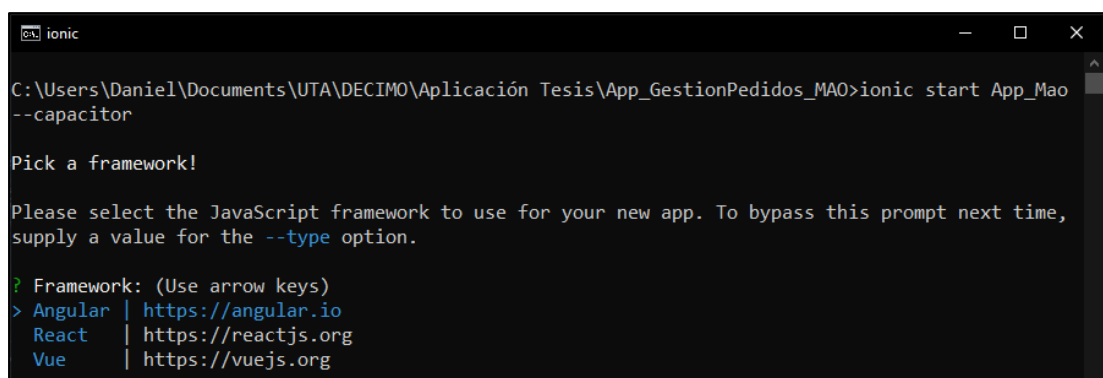 ionic
C:\Users\Daniel\Documents\UTA\DECIMO\Aplicación Tesis\App_GestionPedidos_MAO>ionic start App_Mao
--capacitor
Pick a framework!
Please select the JavaScript framework to use for your new app. To bypass this prompt next time,
supply a value for the --type option.
? Framework: (Use arrow keys)
> Angular | https://angular.io
React | https://reactjs.org
Vue | https://vuejs.org